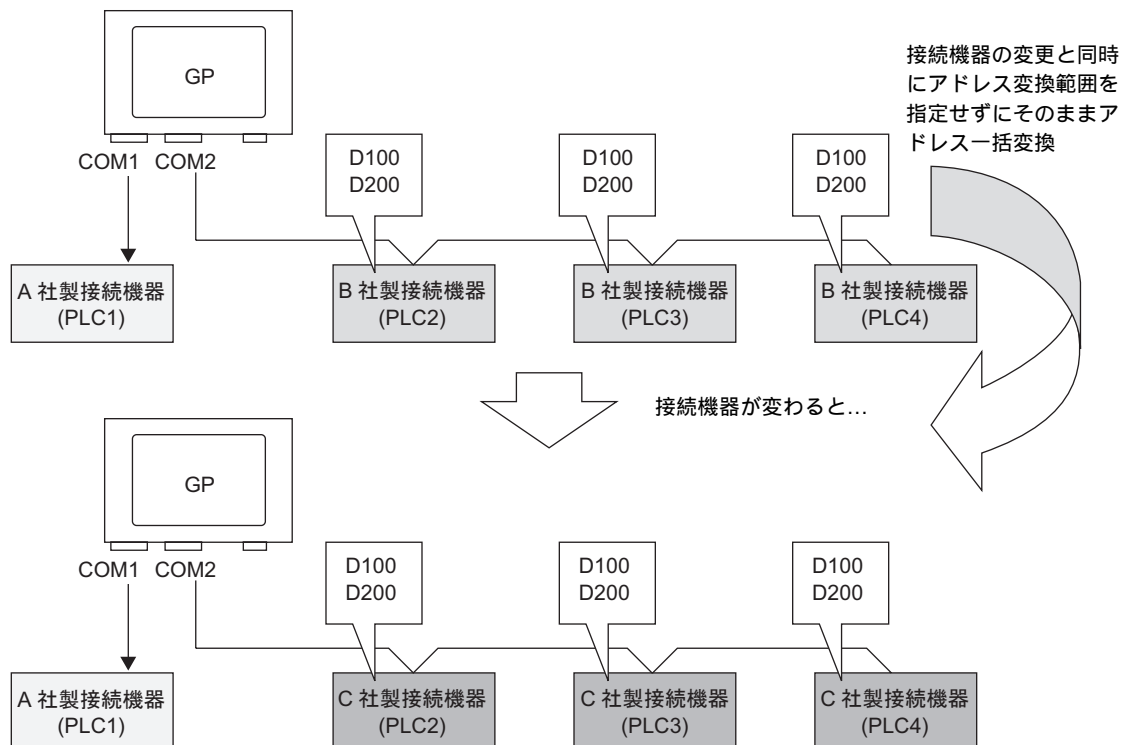 GP
接続機器の変更と同時
にアドレス変換範囲を
指定せずにそのままア
ドレス一括変換
COM1 COM2
D100
D200
D100
D200
D100
D200
A 社製接続機器
(PLC1)
B 社製接続機器
(PLC2)
B 社製接続機器
(PLC3)
B 社製接続機器
(PLC4)
接続機器が変わると...
GP
COM1 COM2
D100
D200
D100
D200
D100
D200
A 社製接続機器
(PLC1)
C 社製接続機器
(PLC2)
C 社製接続機器
(PLC3)
C 社製接続機器
(PLC4)